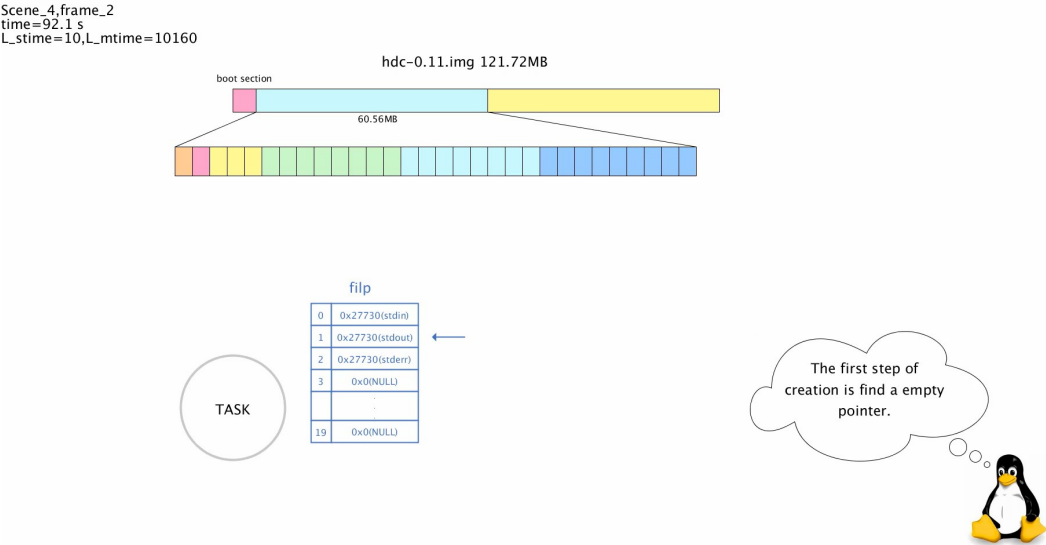 Scene_4,frame_2
time=92.1 s
L_stime=10,L_mtime=10160
hdc-0.11.img 121.72MB
boot section
60.56MB
filp
0 0x27730(stdin)
1 0x27730(stdout)
2 0x27730(stderr)
3 0x0(NULL)
19 0x0(NULL)
TASK
The first step of
creation is find a empty
pointer.